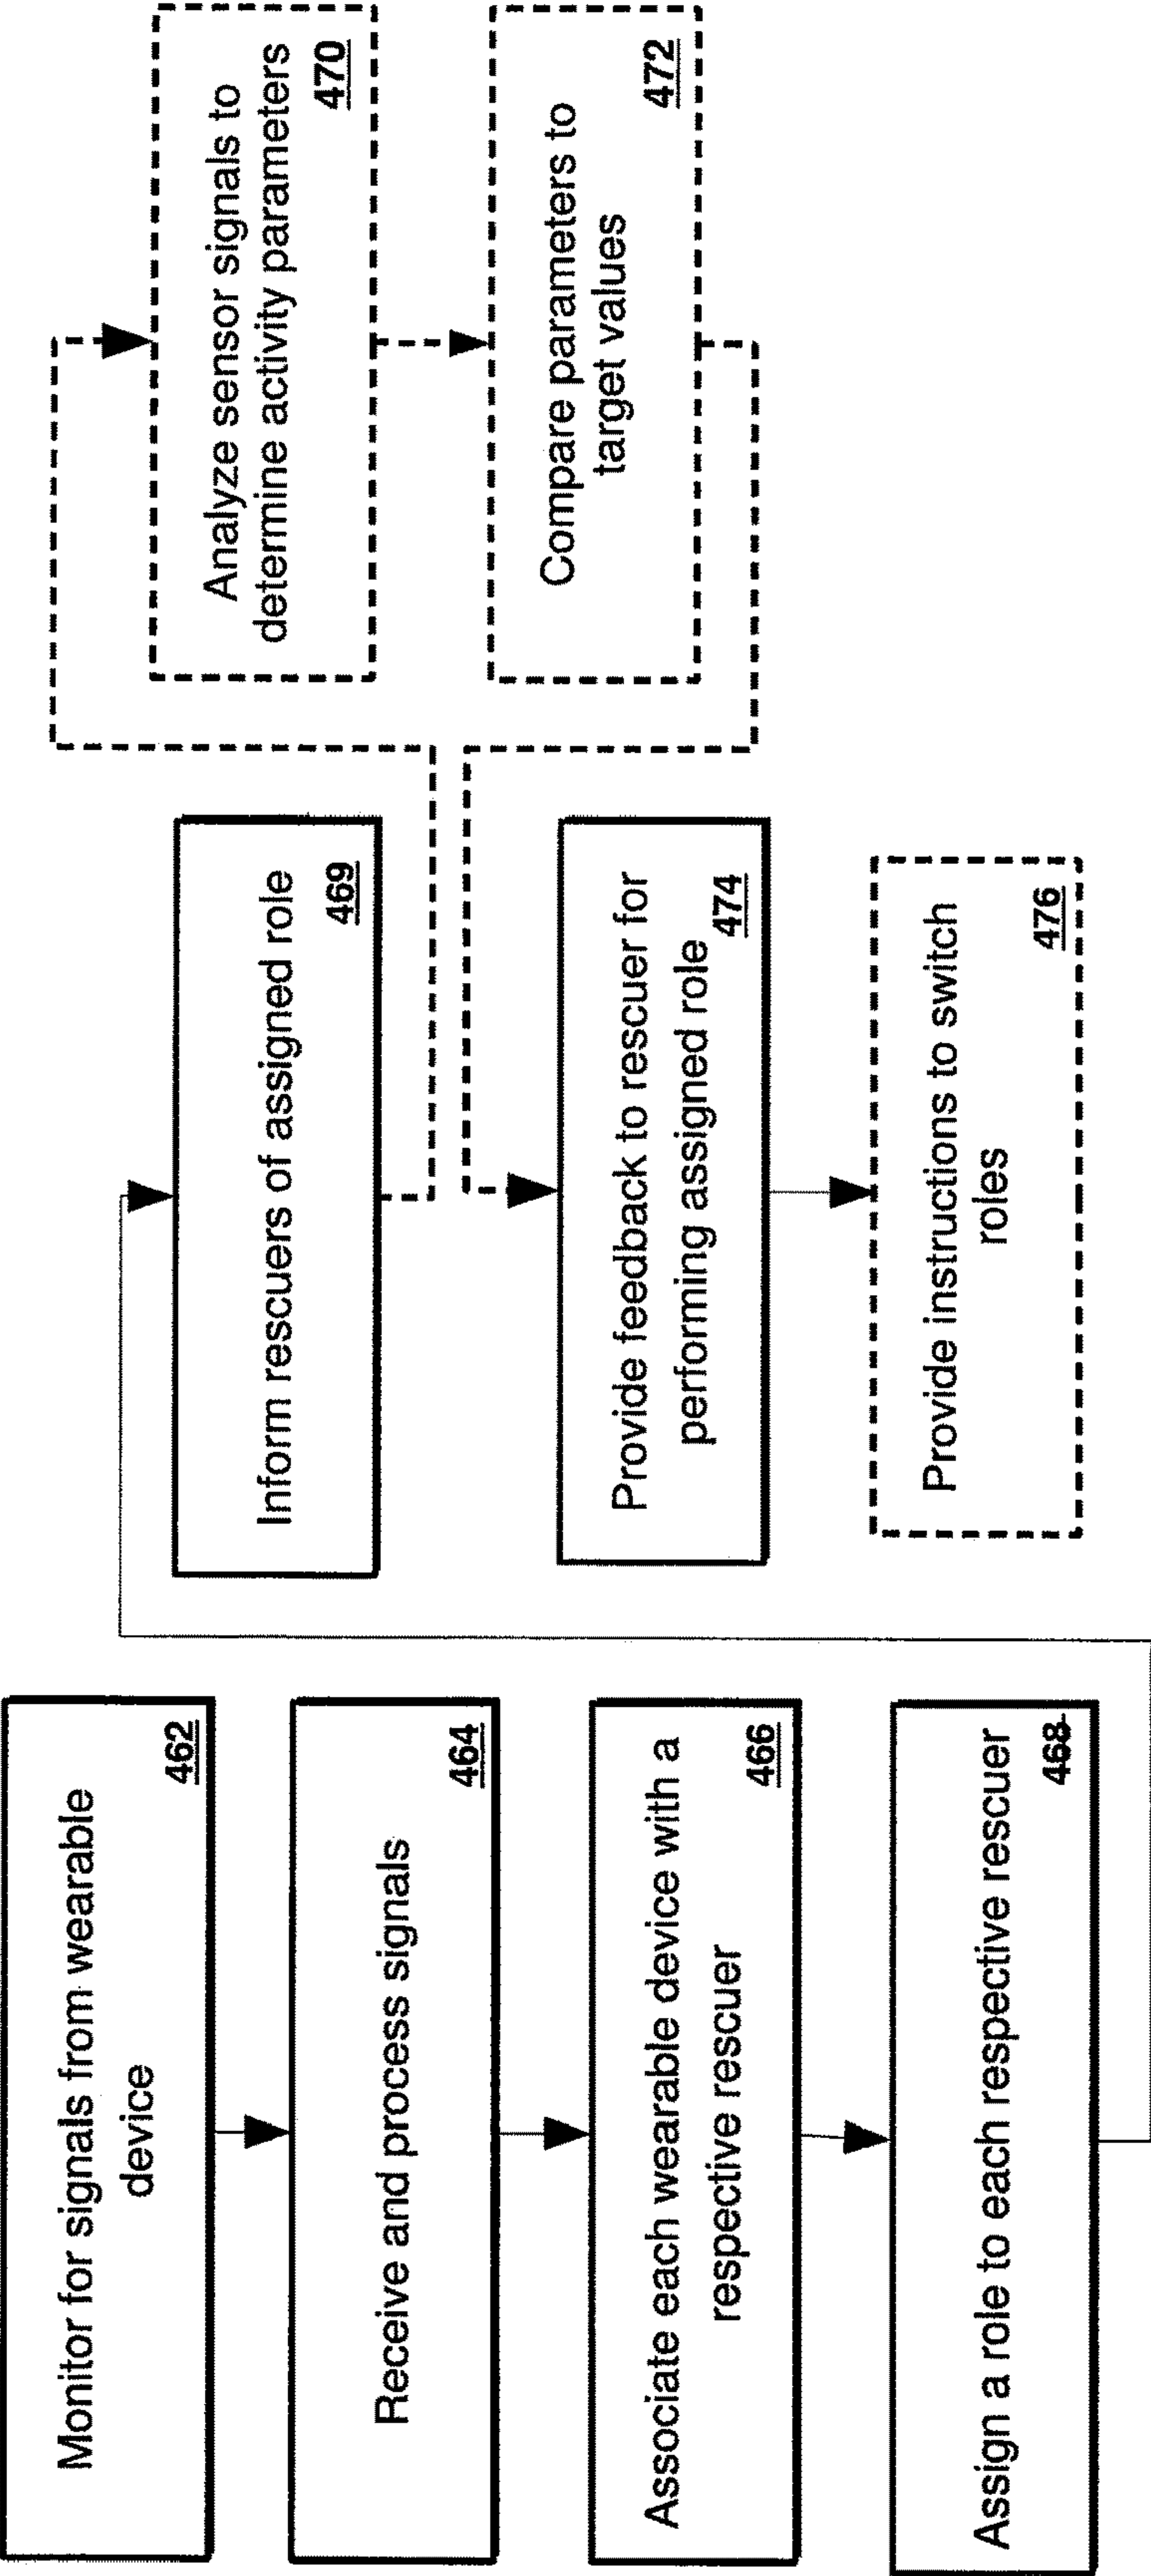 Monitor for signals from wearable
device
462
Receive and process signals
464
Associate each wearable device with a
respective rescuer
466
Assign a role to each respective rescuer
468
Inform rescuers of assigned role
469
Analyze sensor signals to
determine activity parameters
470
Compare parameters to
target values
472
Provide feedback to rescuer for
performing assigned role
474
Provide instructions to switch
roles
476